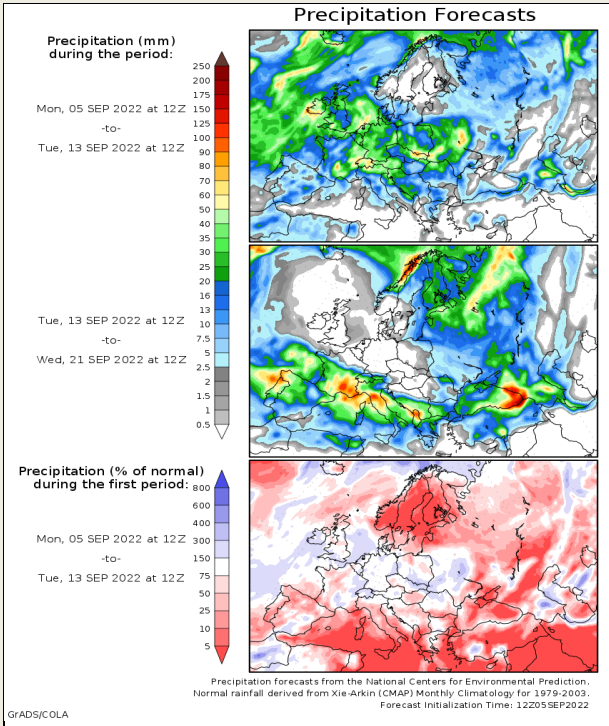 Precipitation Forecasts
Precipitation (mm)
during the period:
Mon, 05 SEP 2022 at 12Z
-to-
Tue, 13 SEP 2022 at 12Z
250
200
175
150
125
100
90
80
70
60
50
40
35
30
25
20
16
13
10
7.5
5
2.5
2
1.5
1
0.5
Tue, 13 SEP 2022 at 12Z
-to-
Wed, 21 SEP 2022 at 12Z
Precipitation (% of normal)
during the first period:
Mon, 05 SEP 2022 at 12Z
-to-
Tue, 13 SEP 2022 at 12Z
800
600
400
300
150
75
50
25
10
5
Precipitation forecasts from the National Centers for Environmental Prediction.
Normal rainfall derived from Xie-Arkin (CMAP) Monthly Climatology for 1979-2003.
Forecast Initialization Time: 12Z05SEP2022
GrADS/COLA